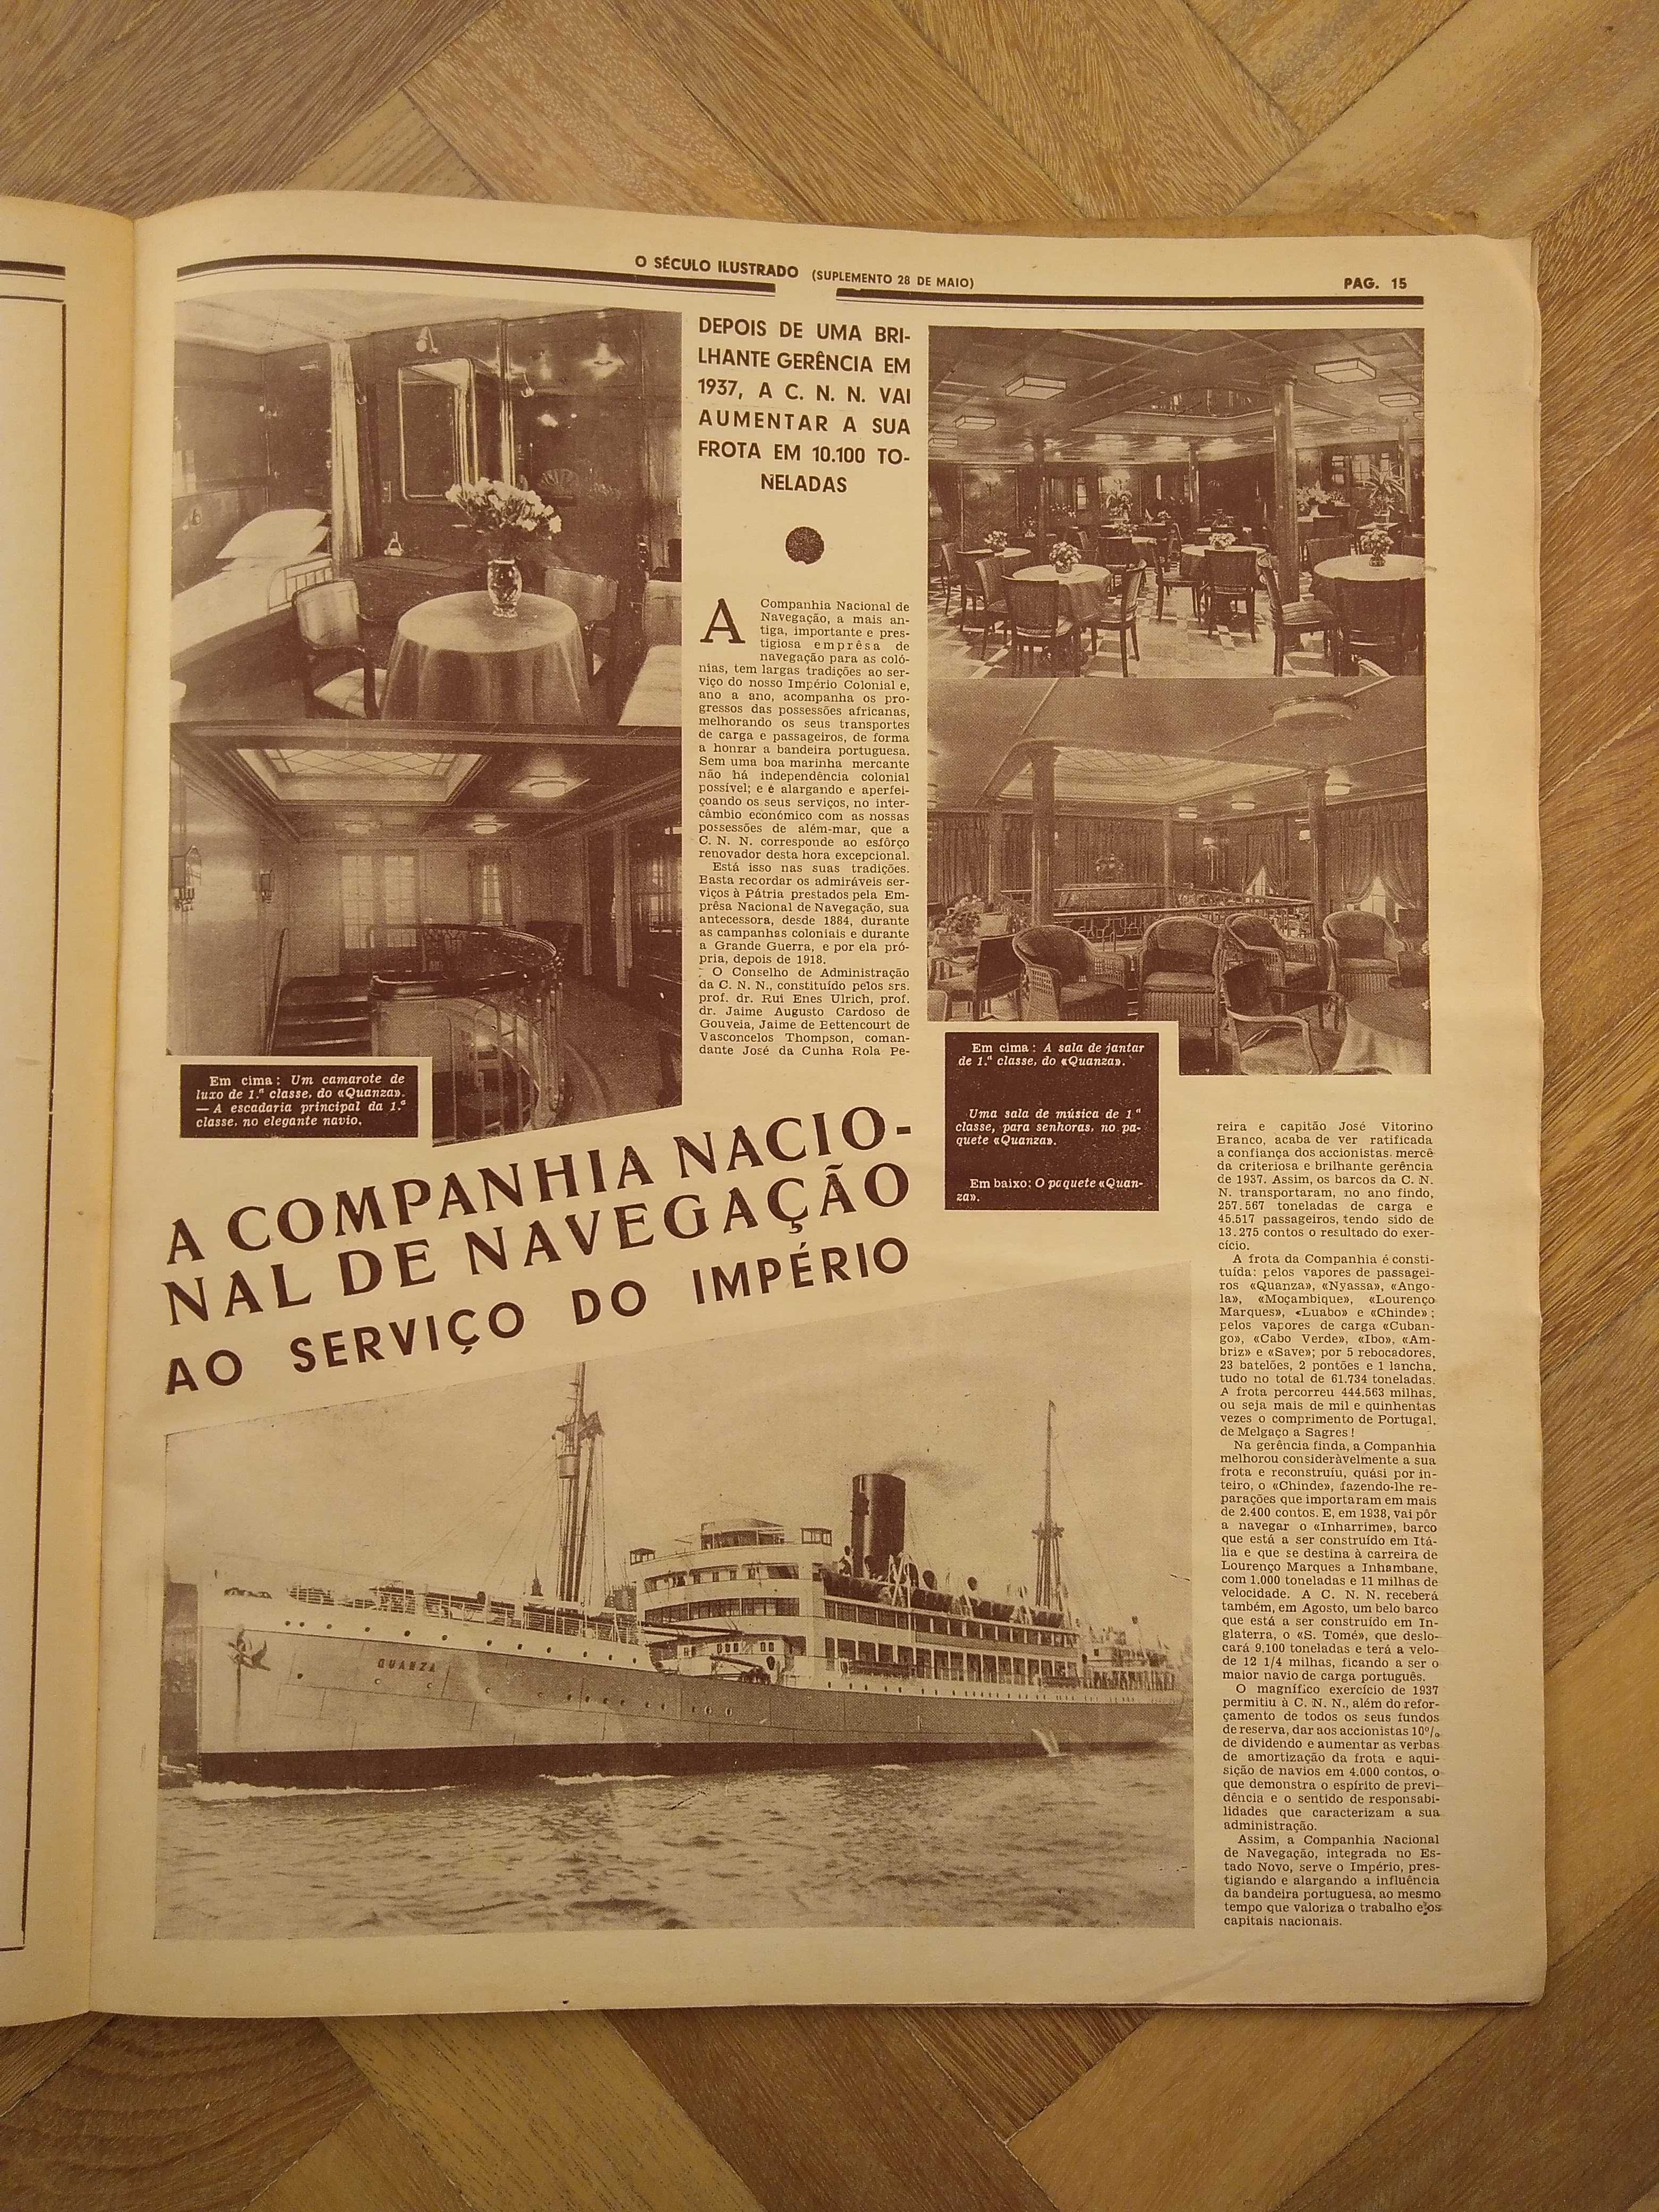 O SÉCULO ILUSTRADO (SUPLEMENTO 28 DE MAIO)
PAG. 15
DEPOIS DE UMA BRI-
LHANTE GERÊNCIA EM
1937, A C. N. N. VAI
AUMENTAR A SUA
FROTA EM 10.100 TO-
NELADAS
A Companhia Nacional de
Navegação, a mais an-
tiga, importante e pres-
tigiosa emprêsa de
navegação para as coló-
nias, tem largas tradições ao ser-
viço do nosso Império Colonial e,
ano a ano, acompanha os pro-
gressos das possessões africanas,
melhorando os seus transportes
de carga e passageiros, de forma
a honrar a bandeira portuguesa.
Sem uma boa marinha mercante
não há independência colonial
possível; e é alargando e aperfei-
çoando os seus serviços, no inter-
câmbio económico com as nossas
possessões de além-mar, que a
C. N. N. corresponde ao esfôrço
renovador desta hora excepcional.
Está isso nas suas tradições.
Basta recordar os admiráveis ser-
viços à Pátria prestados pela Em-
prêsa Nacional de Navegação, sua
antecessora, desde 1884, durante
as campanhas coloniais e durante
a Grande Guerra, e por ela pró-
pria, depois de 1918.
O Conselho de Administração
da C. N. N., constituído pelos srs.
prof. dr. Rui Enes Ulrich, prof.
dr. Jaime Augusto Cardoso de
Gouveia, Jaime de Bettencourt de
Vasconcelos Thompson, coman-
dante José da Cunha Rola Pe-
Em cima: Um camarote de
luxo de 1.ª classe, do «Quanza».
— A escadaria principal da 1.ª
classe, no elegante navio.
Em cima: A sala de jantar
de 1.ª classe, do «Quanza».
Uma sala de música de 1.ª
classe, para senhoras, no pa-
quete «Quanza».
Em baixo: O paquete «Quan-
za».
A COMPANHIA NACIO-
NAL DE NAVEGAÇÃO
AO SERVIÇO DO IMPÉRIO
QUANZA
reira e capitão José Vitorino
Branco, acaba de ver ratificada
a confiança dos accionistas, mercê
da criteriosa e brilhante gerência
de 1937. Assim, os barcos da C. N.
N. transportaram, no ano findo,
257.567 toneladas de carga e
45.517 passageiros, tendo sido de
13.275 contos o resultado do exer-
cício.
A frota da Companhia é consti-
tuída: pelos vapores de passagei-
ros «Quanza», «Nyassa», «Ango-
la», «Moçambique», «Lourenço
Marques», «Luabo» e «Chinde»;
pelos vapores de carga «Cuban-
go», «Cabo Verde», «Ibo», «Am-
briz» e «Save»; por 5 rebocadores,
23 batelões, 2 pontões e 1 lancha,
tudo no total de 61.734 toneladas.
A frota percorreu 444.563 milhas,
ou seja mais de mil e quinhentas
vezes o comprimento de Portugal,
de Melgaço a Sagres!
Na gerência finda, a Companhia
melhorou consideràvelmente a sua
frota e reconstruíu, quási por in-
teiro, o «Chinde», fazendo-lhe re-
parações que importaram em mais
de 2.400 contos. E, em 1938, vai pôr
a navegar o «Inharrime», barco
que está a ser construído em Itá-
lia e que se destina à carreira de
Lourenço Marques a Inhambane,
com 1.000 toneladas e 11 milhas de
velocidade. A C. N. N. receberá
também, em Agosto, um belo barco
que está a ser construído em In-
glaterra, o «S. Tomé», que deslo-
cará 9.100 toneladas e terá a velo-
de 12 1/4 milhas, ficando a ser o
maior navio de carga português.
O magnífico exercício de 1937
permitiu à C. N. N., além do refor-
çamento de todos os seus fundos
de reserva, dar aos accionistas 10%
de dividendo e aumentar as verbas
de amortização da frota e aqui-
sição de navios em 4.000 contos, o
que demonstra o espírito de previ-
dência e o sentido de responsabi-
lidades que caracterizam a sua
administração.
Assim, a Companhia Nacional
de Navegação, integrada no Es-
tado Novo, serve o Império, pres-
tigiando e alargando a influência
da bandeira portuguesa, ao mesmo
tempo que valoriza o trabalho e os
capitais nacionais.